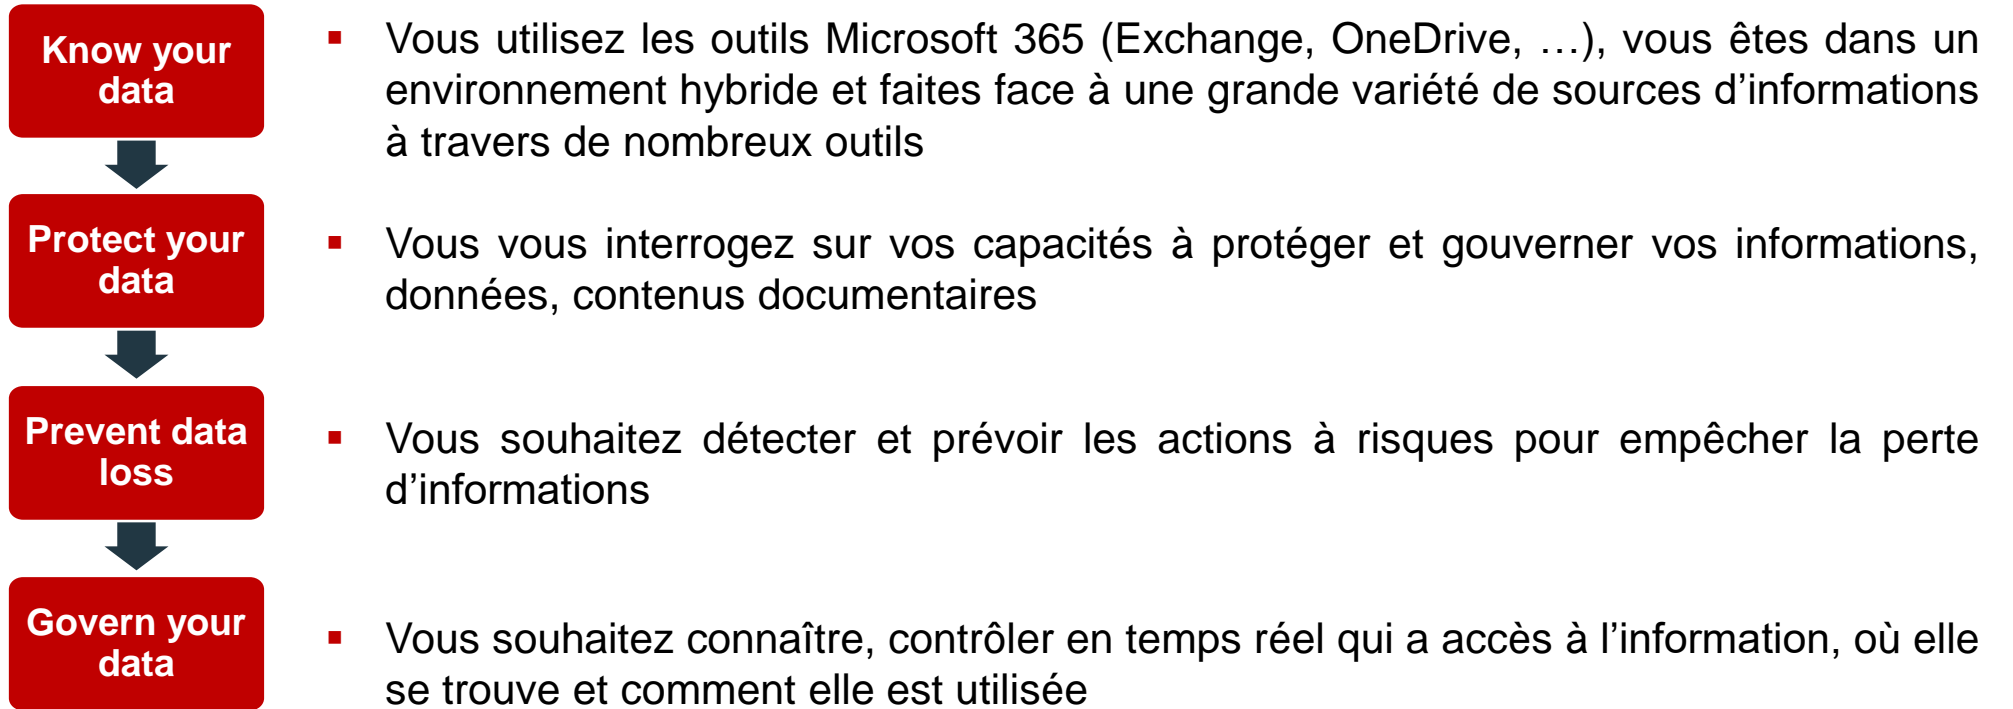 Know your
data
▪ Vous utilisez les outils Microsoft 365 (Exchange, OneDrive, …), vous êtes dans un
environnement hybride et faites face à une grande variété de sources d’informations
à travers de nombreux outils
Protect your
data
▪ Vous vous interrogez sur vos capacités à protéger et gouverner vos informations,
données, contenus documentaires
Prevent data
loss
▪ Vous souhaitez détecter et prévoir les actions à risques pour empêcher la perte
d’informations
Govern your
data
▪ Vous souhaitez connaître, contrôler en temps réel qui a accès à l’information, où elle
se trouve et comment elle est utilisée